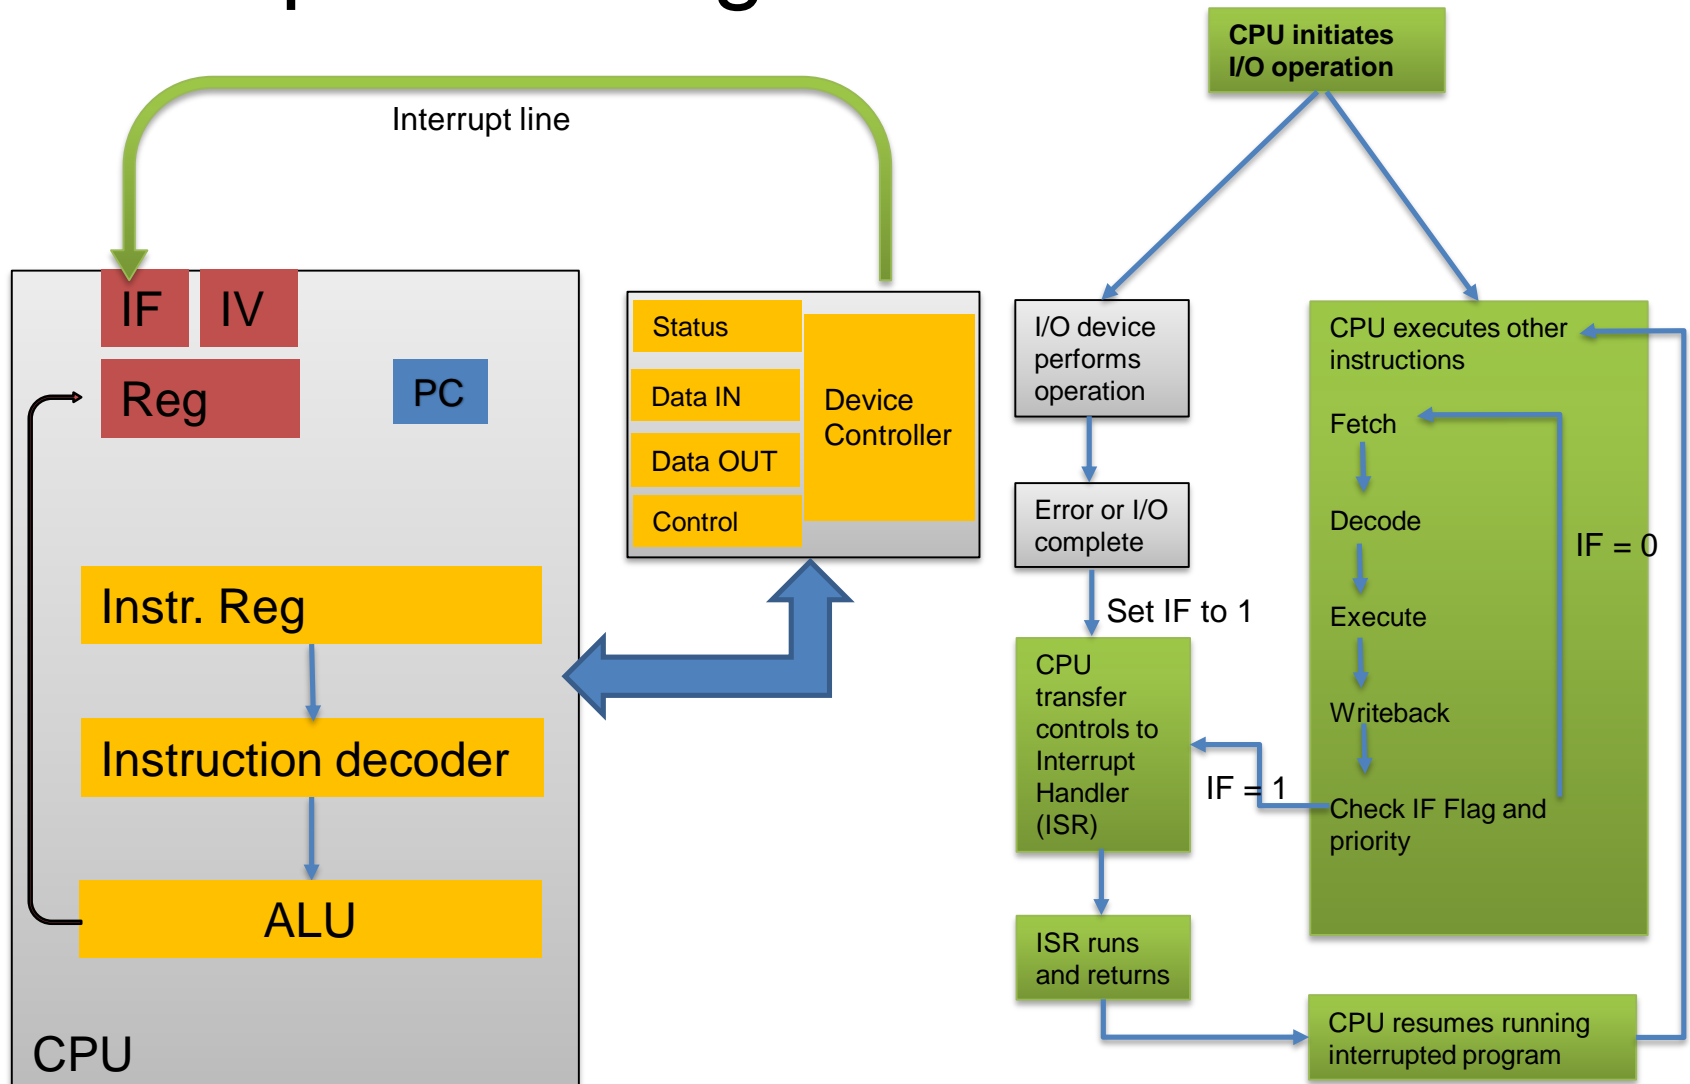 Interrupt line
IF
IV
Reg
PC
Instr. Reg
Instruction decoder
ALU
CPU
Status
Data IN
Data OUT
Control
Device
Controller
CPU initiates
I/O operation
I/O device
performs
operation
Error or I/O
complete
Set IF to 1
CPU
transfer
controls to
Interrupt
Handler
(ISR)
ISR runs
and returns
CPU executes other
instructions
Fetch
Decode
Execute
Writeback
Check IF Flag and
priority
IF = 0
IF = 1
CPU resumes running
interrupted program